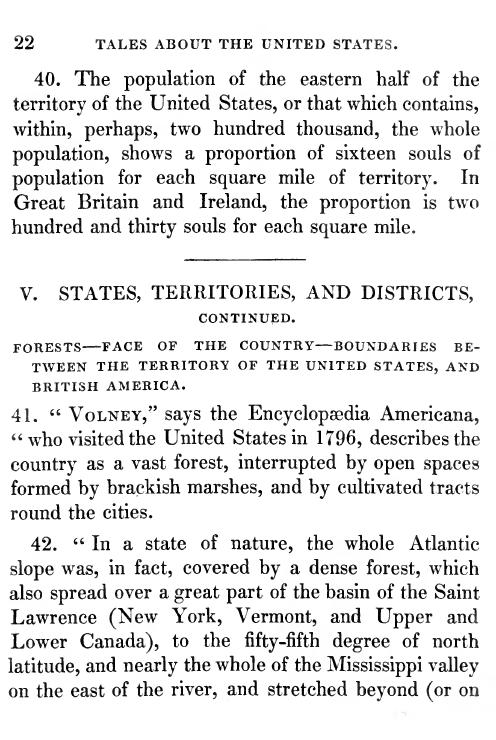 22 TALES ABOUT THE UNITED STATES.
40. The population of the eastern half of the
territory of the United States, or that which contains,
within, perhaps, two hundred thousand, the whole
population, shows a proportion of sixteen souls of
population for each square mile of territory. In
Great Britain and Ireland, the proportion is two
hundred and thirty souls for each square mile.
V. STATES, TERRITORIES, AND DISTRICTS,
CONTINUED.
FORESTS—FACE OF THE COUNTRY—BOUNDARIES BE-
TWEEN THE TERRITORY OF THE UNITED STATES, AND
BRITISH AMERICA.
41. “ VOLNEY,” says the Encyclopædia Americana,
“ who visited the United States in 1796, describes the
country as a vast forest, interrupted by open spaces
formed by brackish marshes, and by cultivated tracts
round the cities.
42. “ In a state of nature, the whole Atlantic
slope was, in fact, covered by a dense forest, which
also spread over a great part of the basin of the Saint
Lawrence (New York, Vermont, and Upper and
Lower Canada), to the fifty-fifth degree of north
latitude, and nearly the whole of the Mississippi valley
on the east of the river, and stretched beyond (or on